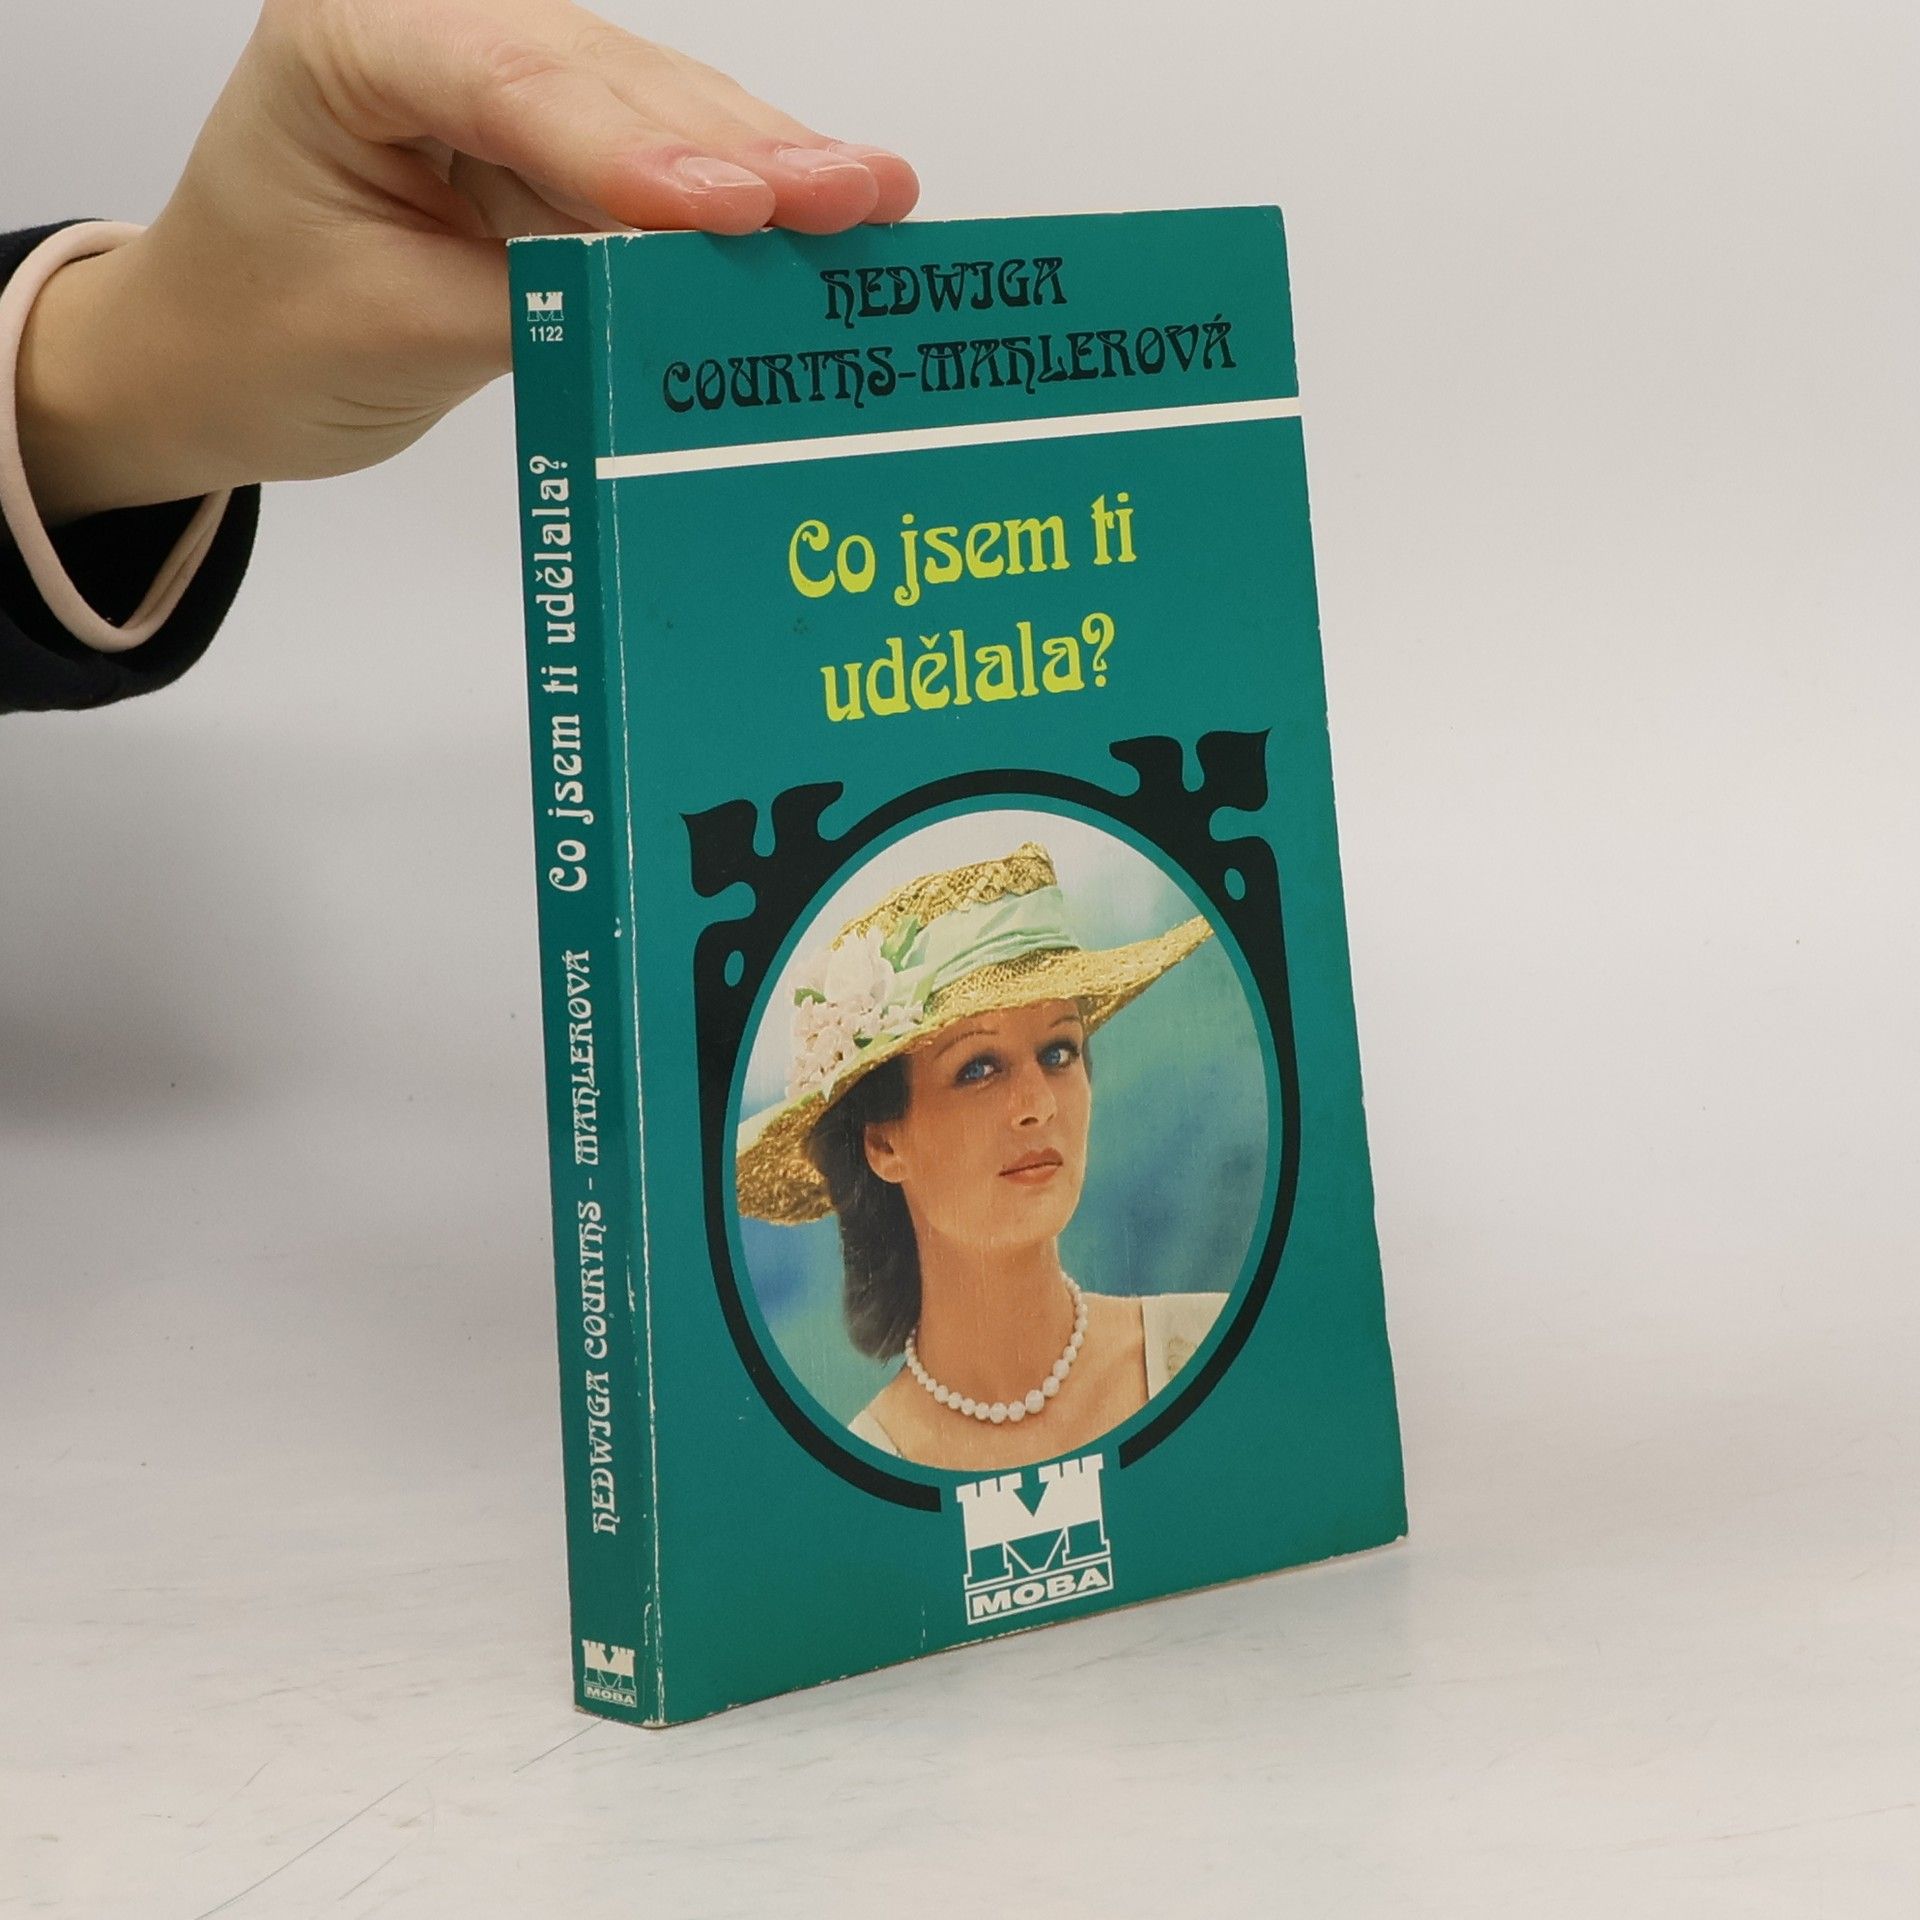 HEDWIGA
COURTHS-MAHLEROVÁ
Co jsem ti
udělala?
MOBA
1122
HEDWIGA COURTHS - MAHLEROVÁ Co jsem ti udělala?
MOBA